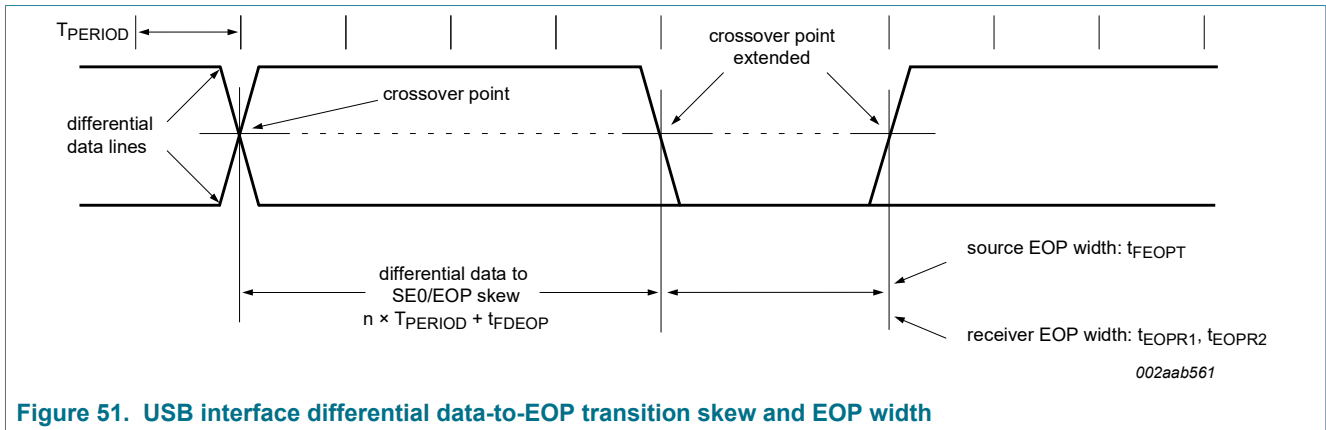 TPERIOD
crossover point
extended
crossover point
differential
data lines
differential data to
SE0/EOP skew
n × TPERIOD + tFDEOP
source EOP width: tFEOPT
receiver EOP width: tEOPR1, tEOPR2
002aab561
Figure 51. USB interface differential data-to-EOP transition skew and EOP width